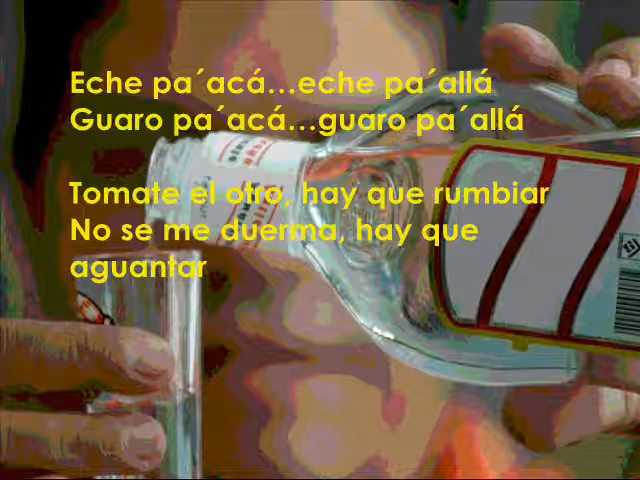 Eche pa´acá…eche pa´allá
Guaro pa´acá…guaro pa´allá
Tomate el otro, hay que rumbiar
No se me duerma, hay que
aguantar